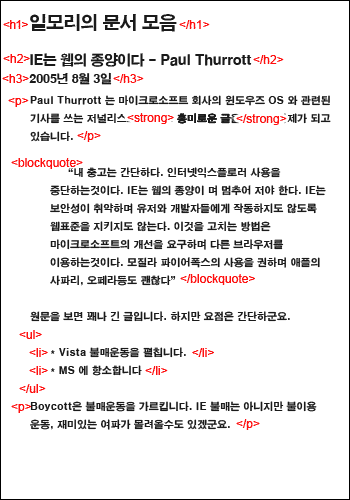 <h1>일모리의 문서 모음</h1>
<h2>IE는 웹의 종양이다 - Paul Thurrott</h2>
<h3>2005년 8월 3일</h3>
<p>Paul Thurrott 는 마이크로소프트 회사의 윈도우즈 OS 와 관련된
기사를 쓰는 저널리스<strong> 흥미로운 글</strong>제가 되고
있습니다. </p>
<blockquote>
“내 충고는 간단하다. 인터넷익스플로러 사용을
중단하는것이다. IE는 웹의 종양이 며 멈추어 저야 한다. IE는
보안성이 취약하며 유저와 개발자들에게 작동하지도 않도록
웹표준을 지키지도 않는다. 이것을 고치는 방법은
마이크로소프트의 개선을 요구하며 다른 브라우저를
이용하는것이다. 모질라 파이어폭스의 사용을 권하며 애플의
사파리, 오페라등도 괜찮다” </blockquote>
원문을 보면 꽤나 긴 글입니다. 하지만 요점은 간단하군요.
<ul>
<li>* Vista 불매운동을 펼칩니다. </li>
<li>* MS 에 항소합니다 </li>
</ul>
<p>Boycott은 불매운동을 가르킵니다. IE 불매는 아니지만 불이용
운동, 재미있는 여파가 몰려올수도 있겠군요. </p>